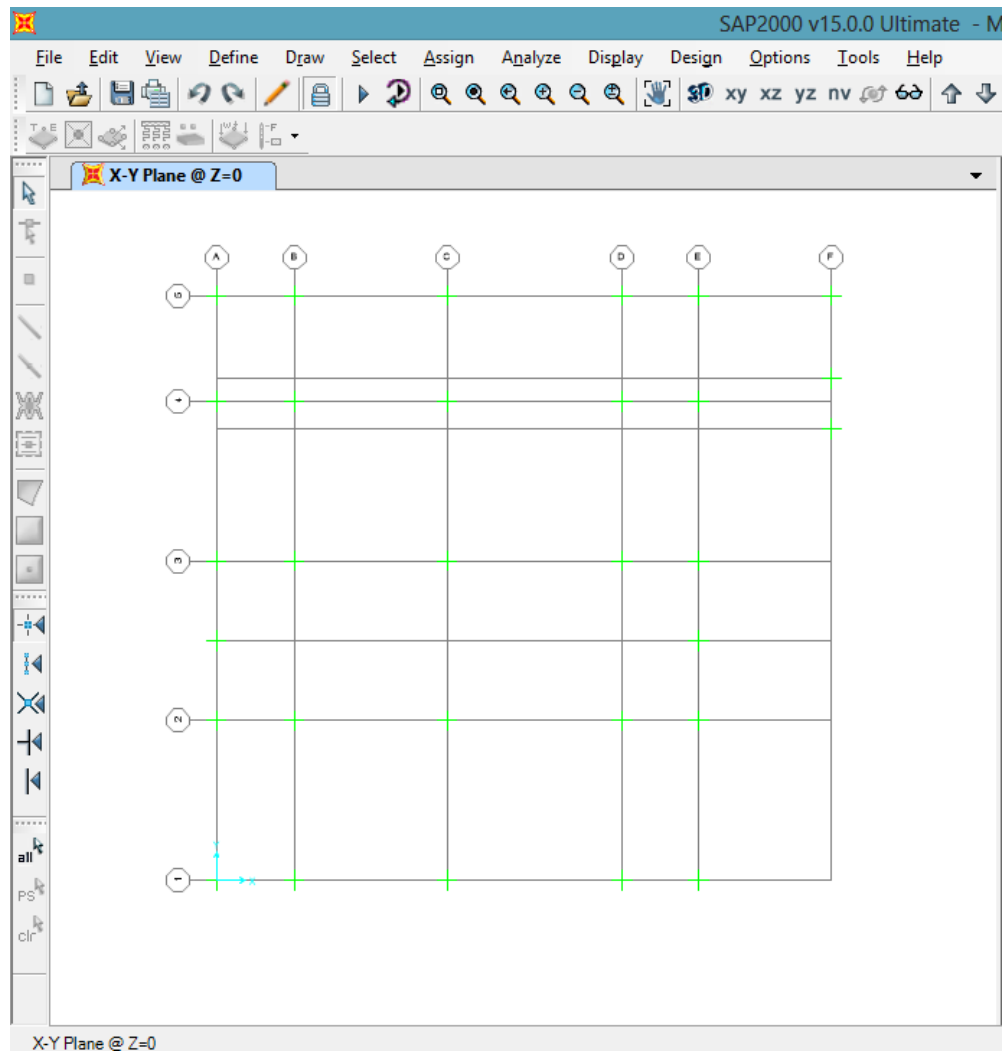 SAP2000 v15.0.0 Ultimate - M
File Edit View Define Draw Select Assign Analyze Display Design Options Tools Help
3D xy xz yz nv
X-Y Plane @ Z=0
A B C D E F
5
4
3
2
Y
X
1
all
PS
clr
X-Y Plane @ Z=0